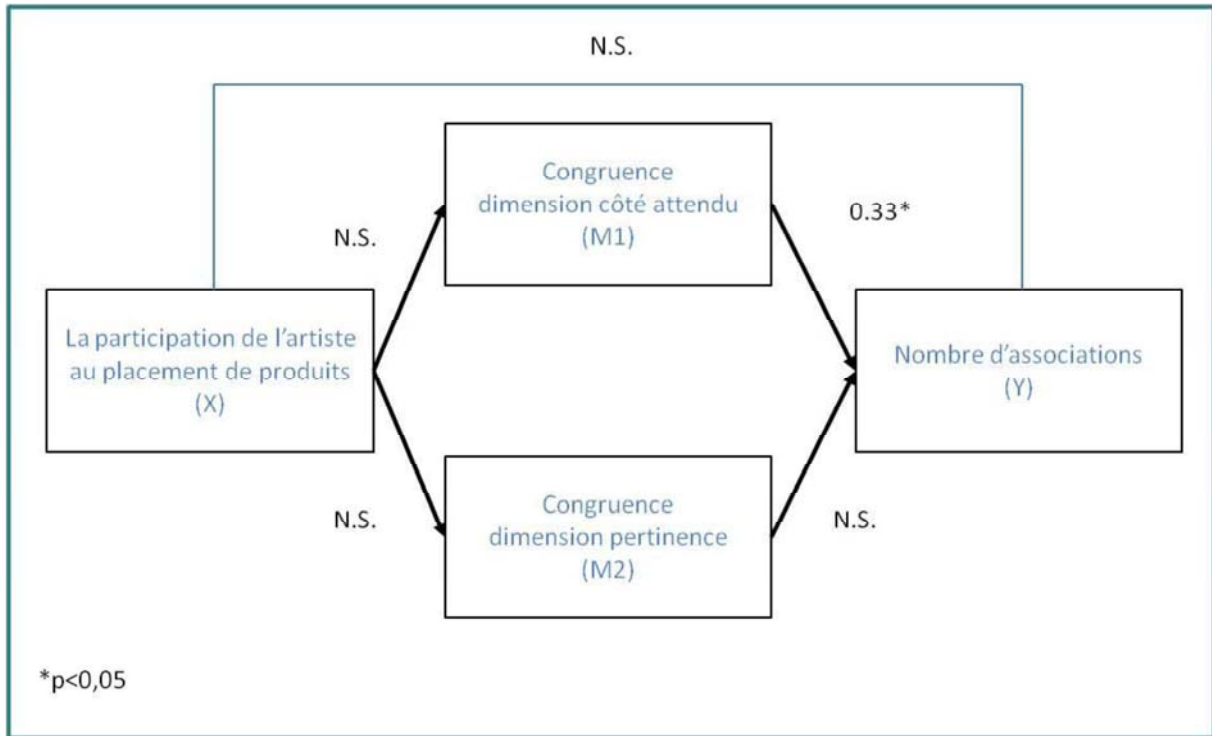 N.S.
Congruence
dimension côté attendu
(M1)
0.33*
N.S.
La participation de l'artiste
au placement de produits
(X)
Nombre d'associations
(Y)
N.S.
Congruence
dimension pertinence
(M2)
N.S.
*p<0,05